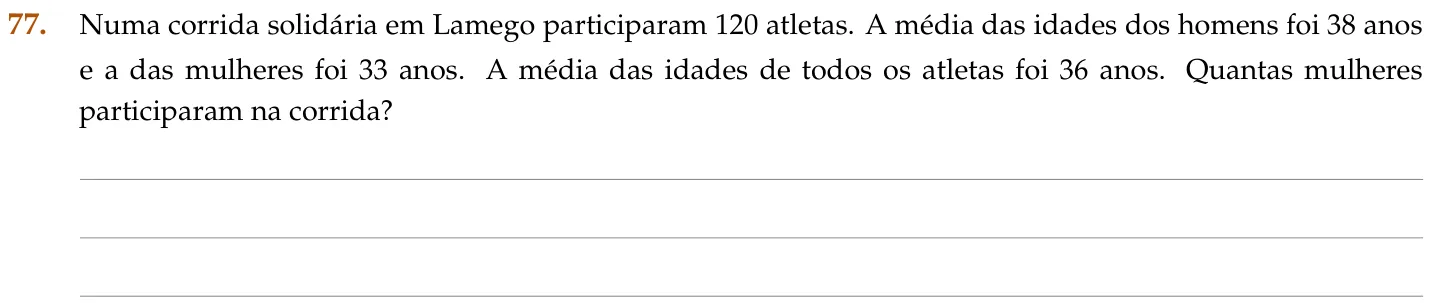 77. Numa corrida solidária em Lamego participaram 120 atletas. A média das idades dos homens foi 38 anos
e a das mulheres foi 33 anos. A média das idades de todos os atletas foi 36 anos. Quantas mulheres
participaram na corrida?